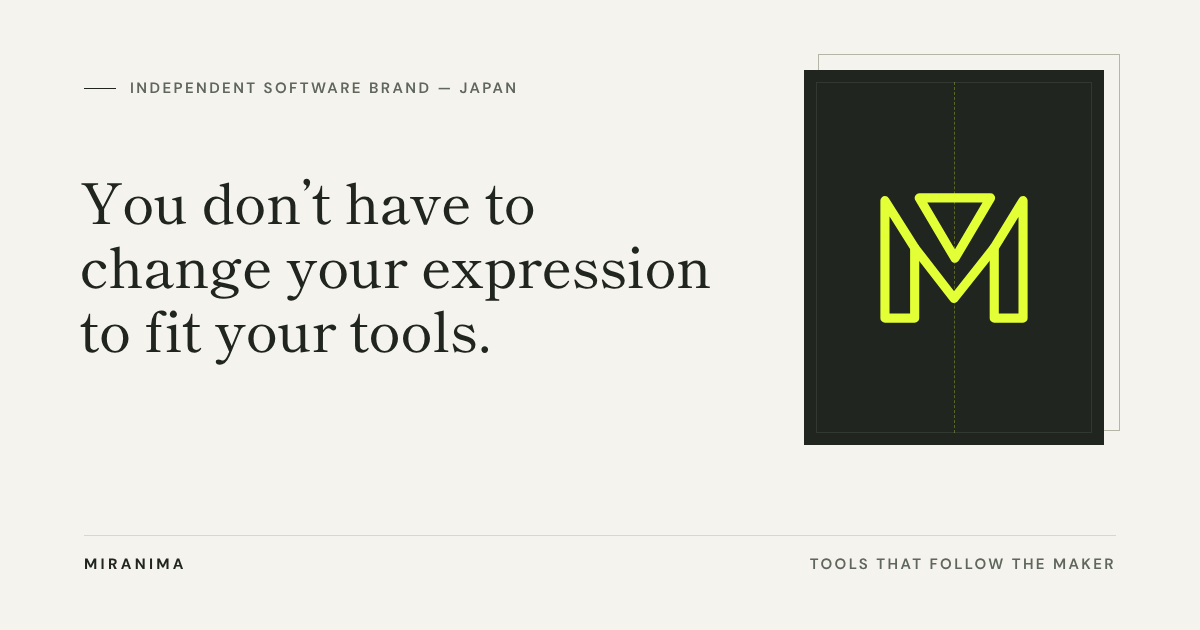 INDEPENDENT SOFTWARE BRAND — JAPAN
You don’t have to
change your expression
to fit your tools.
M
MIRANIMA
TOOLS THAT FOLLOW THE MAKER